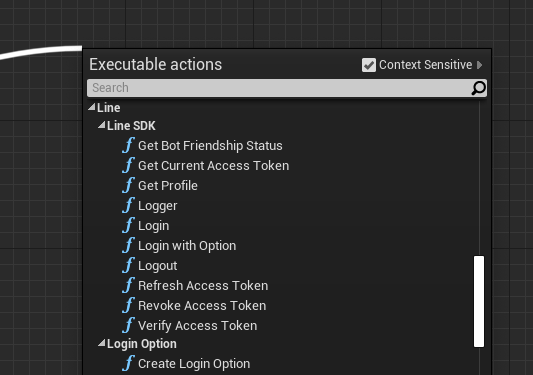 Executable actions
Context Sensitive
Search
Line
Line SDK
Get Bot Friendship Status
Get Current Access Token
Get Profile
Logger
Login
Login with Option
Logout
Refresh Access Token
Revoke Access Token
Verify Access Token
Login Option
Create Login Option